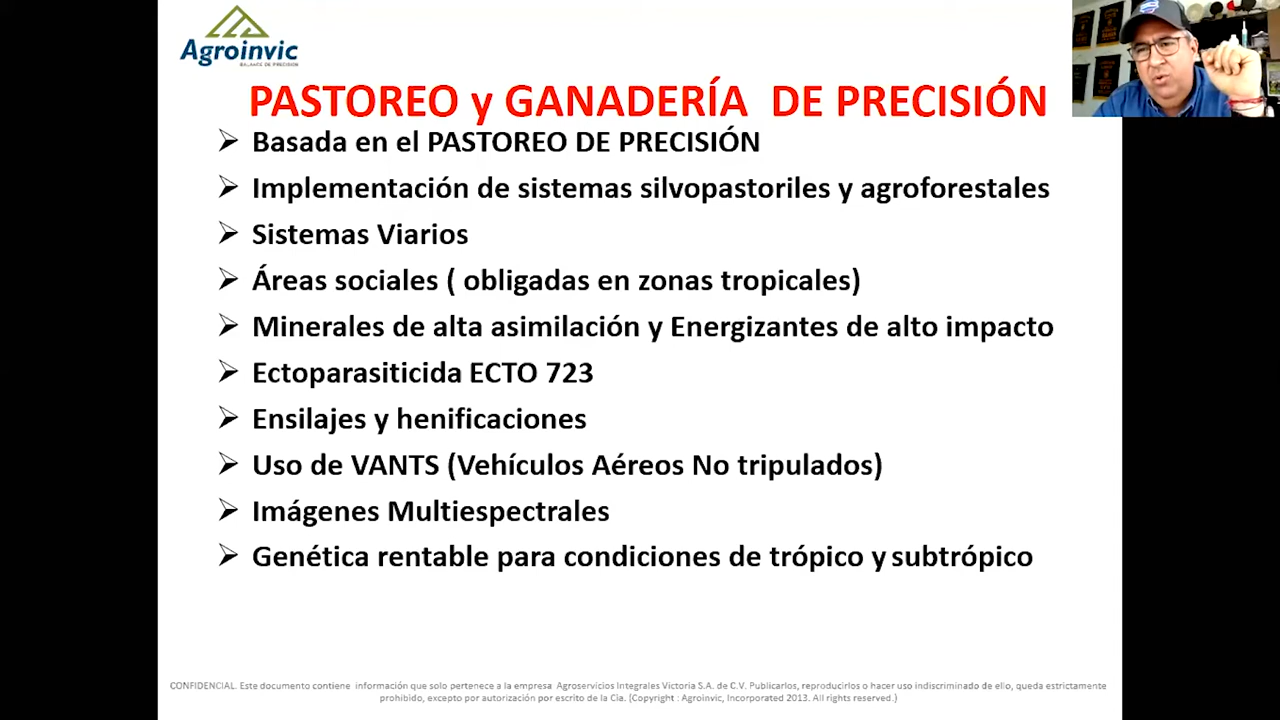 Agroinvic
BALANCE DE PRECISIÓN
PASTOREO y GANADERÍA DE PRECISIÓN
➢ Basada en el PASTOREO DE PRECISIÓN
➢ Implementación de sistemas silvopastoriles y agroforestales
➢ Sistemas Viarios
➢ Áreas sociales ( obligadas en zonas tropicales)
➢ Minerales de alta asimilación y Energizantes de alto impacto
➢ Ectoparasiticida ECTO 723
➢ Ensilajes y henificaciones
➢ Uso de VANTS (Vehículos Aéreos No tripulados)
➢ Imágenes Multiespectrales
➢ Genética rentable para condiciones de trópico y subtrópico
CONFIDENCIAL. Este documento contiene información que solo pertenece a la empresa Agroservicios Integrales Victoria S.A. de C.V. Publicarlos, reproducirlos o hacer uso indiscriminado de ello, queda estrictamente
prohibido, excepto por autorización por escrito de la Cía. (Copyright : Agroinvic, Incorporated 2013. All rights reserved.)